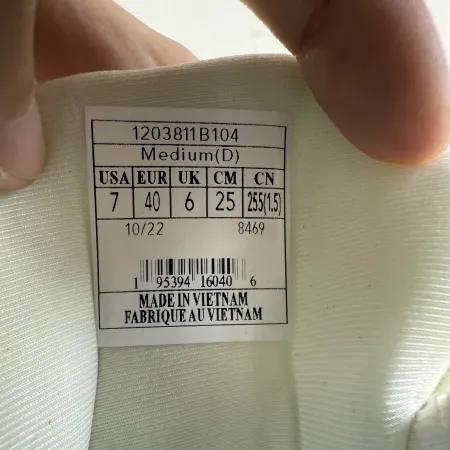 1203811B104
Medium(D)
USA EUR UK CM CN
7 40 6 25 255(1.5)
10/22 8469
1 95394 16040 6
MADE IN VIETNAM
FABRIQUE AU VIETNAM